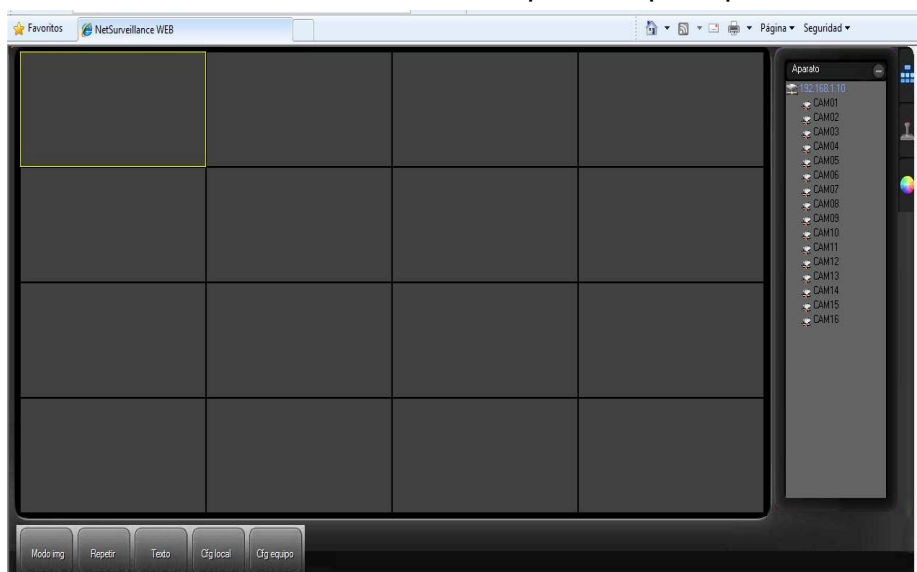 Favoritos NetSurveillance WEB Página Seguridad
Aparato
192.168.1.10
CAM01
CAM02
CAM03
CAM04
CAM05
CAM06
CAM07
CAM08
CAM09
CAM10
CAM11
CAM12
CAM13
CAM14
CAM15
CAM16
Modo img Repetir Texto Cfg local Cfg equipo